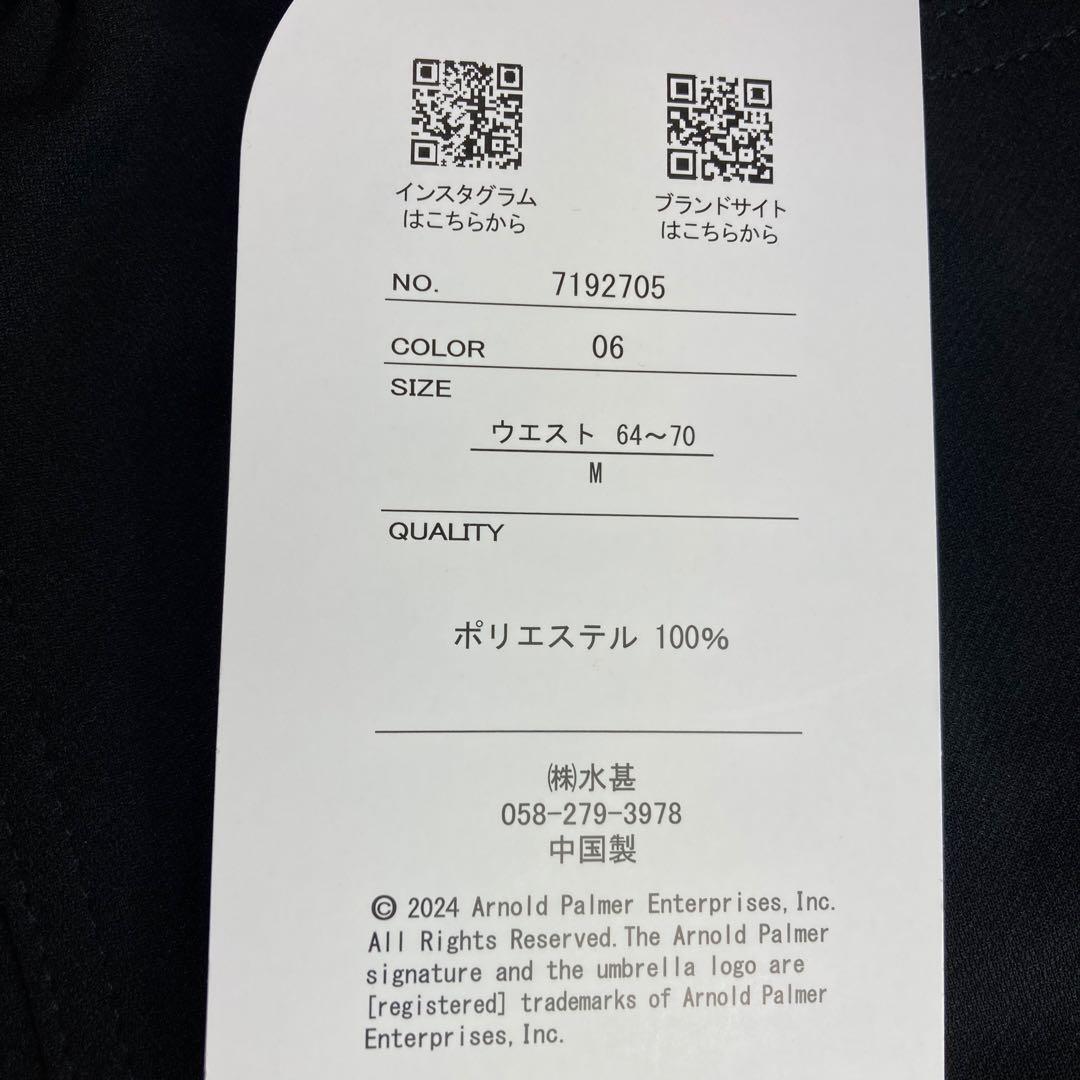 インスタグラム
はこちらから
ブランドサイト
はこちらから
NO. 7192705
COLOR 06
SIZE
ウエスト 64～70
M
QUALITY
ポリエステル 100%
㈱水甚
058-279-3978
中国製
© 2024 Arnold Palmer Enterprises, Inc.
All Rights Reserved. The Arnold Palmer
signature and the umbrella logo are
[registered] trademarks of Arnold Palmer
Enterprises, Inc.